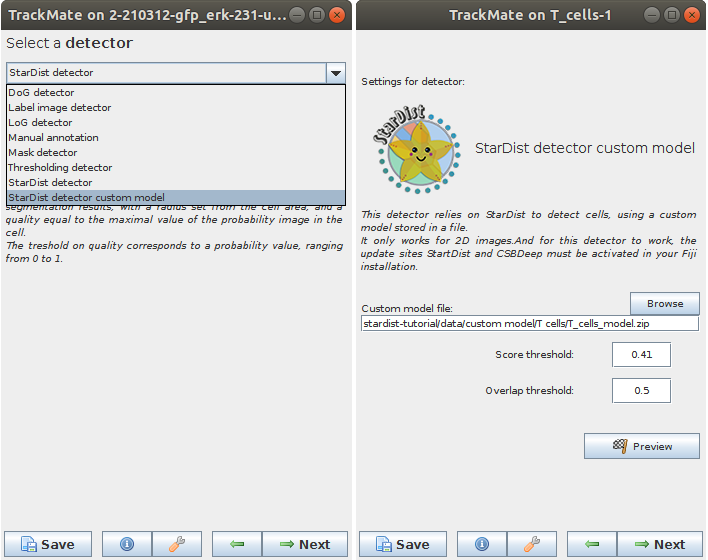 TrackMate on 2-210312-gfp_erk-231-u...
Select a detector
StarDist detector
DoG detector
Label image detector
LoG detector
Manual annotation
Mask detector
Thresholding detector
StarDist detector
StarDist detector custom model
segmentation results, with a radius set from the cell area, and a
quality equal to the maximal value of the probability image in the
cell.
The treshold on quality corresponds to a probability value, ranging
from 0 to 1.
Save
Next
TrackMate on T_cells-1
Settings for detector:
StarDist
StarDist detector custom model
This detector relies on StarDist to detect cells, using a custom
model stored in a file.
It only works for 2D images.And for this detector to work, the
update sites StartDist and CSBDeep must be activated in your Fiji
installation.
Browse
Custom model file:
stardist-tutorial/data/custom model/T cells/T_cells_model.zip
Score threshold:
0.41
Overlap threshold:
0.5
Preview
Save
Next